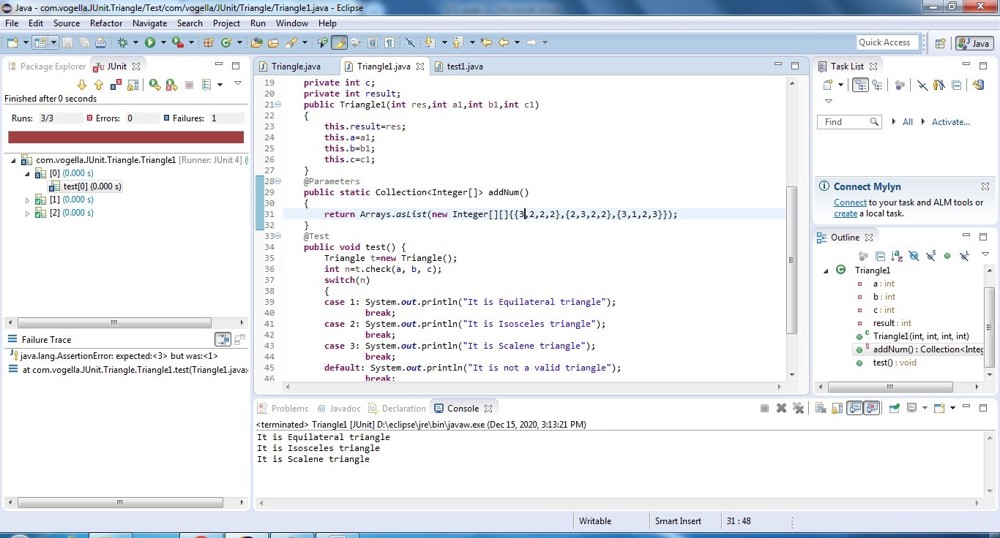 Java - com.vogella.JUnit.Triangle/Test/com/vogella/JUnit/Triangle/Triangle1.java - Eclipse
File Edit Source Refactor Navigate Search Project Run Window Help
Quick Access
Java
Package Explorer
JUnit
Finished after 0 seconds
Runs: 3/3
Errors: 0
Failures: 1
com.vogella.JUnit.Triangle.Triangle1 [Runner: JUnit 4] (
[0] (0.000 s)
test[0] (0.000 s)
[1] (0.000 s)
[2] (0.000 s)
Failure Trace
java.lang.AssertionError: expected:<3> but was:<1>
at com.vogella.JUnit.Triangle.Triangle1.test(Triangle1.java:
Triangle.java
Triangle1.java
test1.java
19 private int c;
20 private int result;
21 public Triangle1(int res,int a1,int b1,int c1)
22 {
23 this.result=res;
24 this.a=a1;
25 this.b=b1;
26 this.c=c1;
27 }
28 @Parameters
29 public static Collection<Integer[]> addNum()
30 {
31 return Arrays.asList(new Integer[][]{{3,2,2,2},{2,3,2,2},{3,1,2,3}});
32 }
33 @Test
34 public void test() {
35 Triangle t=new Triangle();
36 int n=t.check(a, b, c);
37 switch(n)
38 {
39 case 1: System.out.println("It is Equilateral triangle");
40 break;
41 case 2: System.out.println("It is Isosceles triangle");
42 break;
43 case 3: System.out.println("It is Scalene triangle");
44 break;
45 default: System.out.println("It is not a valid triangle");
46 break;
Task List
Find
All
Activate...
Connect Mylyn
Connect to your task and ALM tools or
create a local task.
Outline
Triangle1
a : int
b : int
c : int
result : int
Triangle1(int, int, int, int)
addNum() : Collection<Integ
test() : void
Problems
@ Javadoc
Declaration
Console
<terminated> Triangle1 [JUnit] D:\eclipse\jre\bin\javaw.exe (Dec 15, 2020, 3:13:21 PM)
It is Equilateral triangle
It is Isosceles triangle
It is Scalene triangle
Writable
Smart Insert
31 : 48